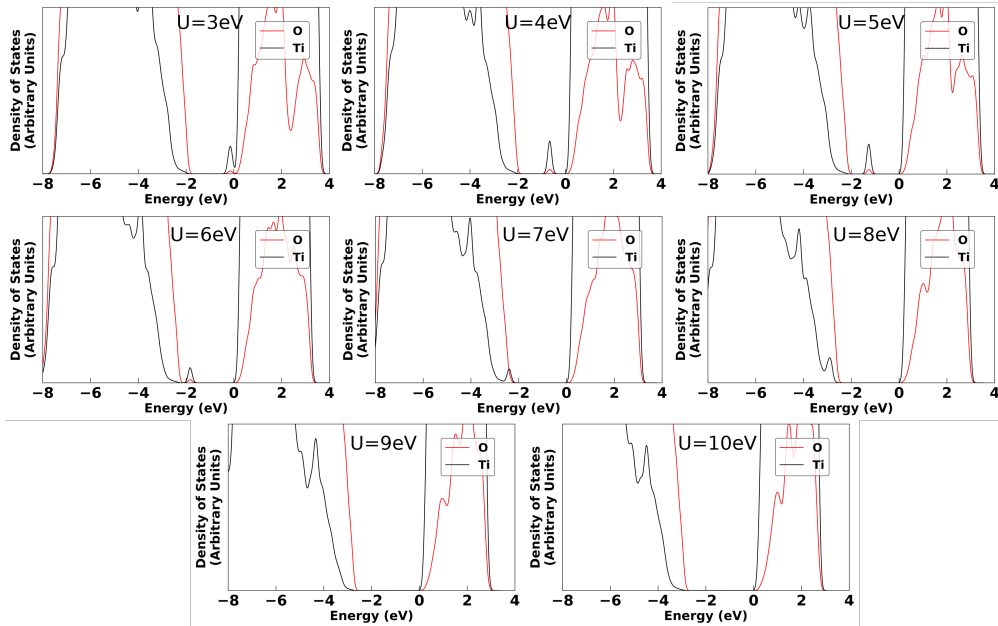 U=3eV
O
Ti
Density of States
(Arbitrary Units)
−8 −6 −4 −2 0 2 4
Energy (eV)
U=4eV
O
Ti
Density of States
(Arbitrary Units)
−8 −6 −4 −2 0 2 4
Energy (eV)
U=5eV
O
Ti
Density of States
(Arbitrary Units)
−8 −6 −4 −2 0 2 4
Energy (eV)
U=6eV
O
Ti
Density of States
(Arbitrary Units)
−8 −6 −4 −2 0 2 4
Energy (eV)
U=7eV
O
Ti
Density of States
(Arbitrary Units)
−8 −6 −4 −2 0 2 4
Energy (eV)
U=8eV
O
Ti
Density of States
(Arbitrary Units)
−8 −6 −4 −2 0 2 4
Energy (eV)
U=9eV
O
Ti
Density of States
(Arbitrary Units)
−8 −6 −4 −2 0 2 4
Energy (eV)
U=10eV
O
Ti
Density of States
(Arbitrary Units)
−8 −6 −4 −2 0 2 4
Energy (eV)